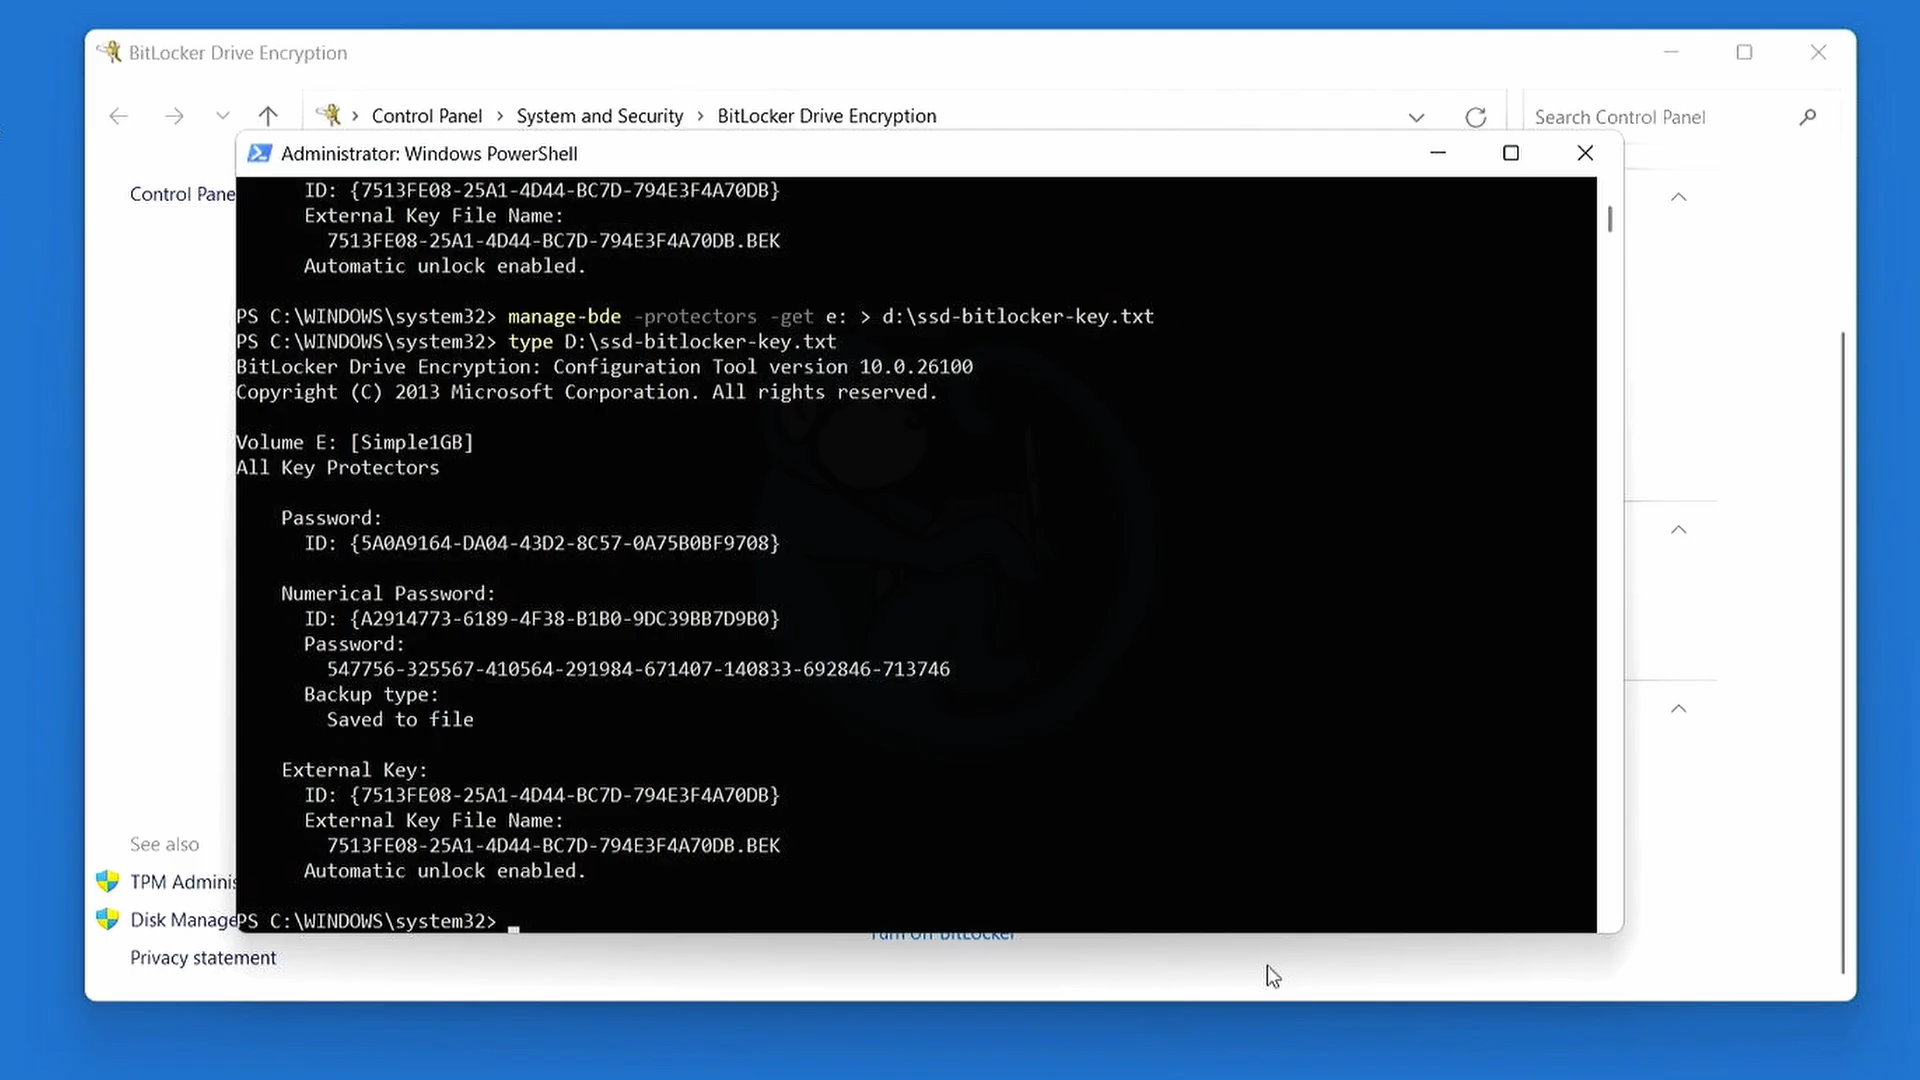 BitLocker Drive Encryption
Control Panel > System and Security > BitLocker Drive Encryption
Search Control Panel
Administrator: Windows PowerShell
Control Pane
ID: {7513FE08-25A1-4D44-BC7D-794E3F4A70DB}
External Key File Name:
7513FE08-25A1-4D44-BC7D-794E3F4A70DB.BEK
Automatic unlock enabled.
PS C:\WINDOWS\system32> manage-bde -protectors -get e: > d:\ssd-bitlocker-key.txt
PS C:\WINDOWS\system32> type D:\ssd-bitlocker-key.txt
BitLocker Drive Encryption: Configuration Tool version 10.0.26100
Copyright (C) 2013 Microsoft Corporation. All rights reserved.
Volume E: [Simple1GB]
All Key Protectors
Password:
ID: {5A0A9164-DA04-43D2-8C57-0A75B0BF9708}
Numerical Password:
ID: {A2914773-6189-4F38-B1B0-9DC39BB7D9B0}
Password:
547756-325567-410564-291984-671407-140833-692846-713746
Backup type:
Saved to file
External Key:
ID: {7513FE08-25A1-4D44-BC7D-794E3F4A70DB}
External Key File Name:
7513FE08-25A1-4D44-BC7D-794E3F4A70DB.BEK
Automatic unlock enabled.
PS C:\WINDOWS\system32>
See also
TPM Adminis
Disk Manage
Turn off BitLocker
Privacy statement